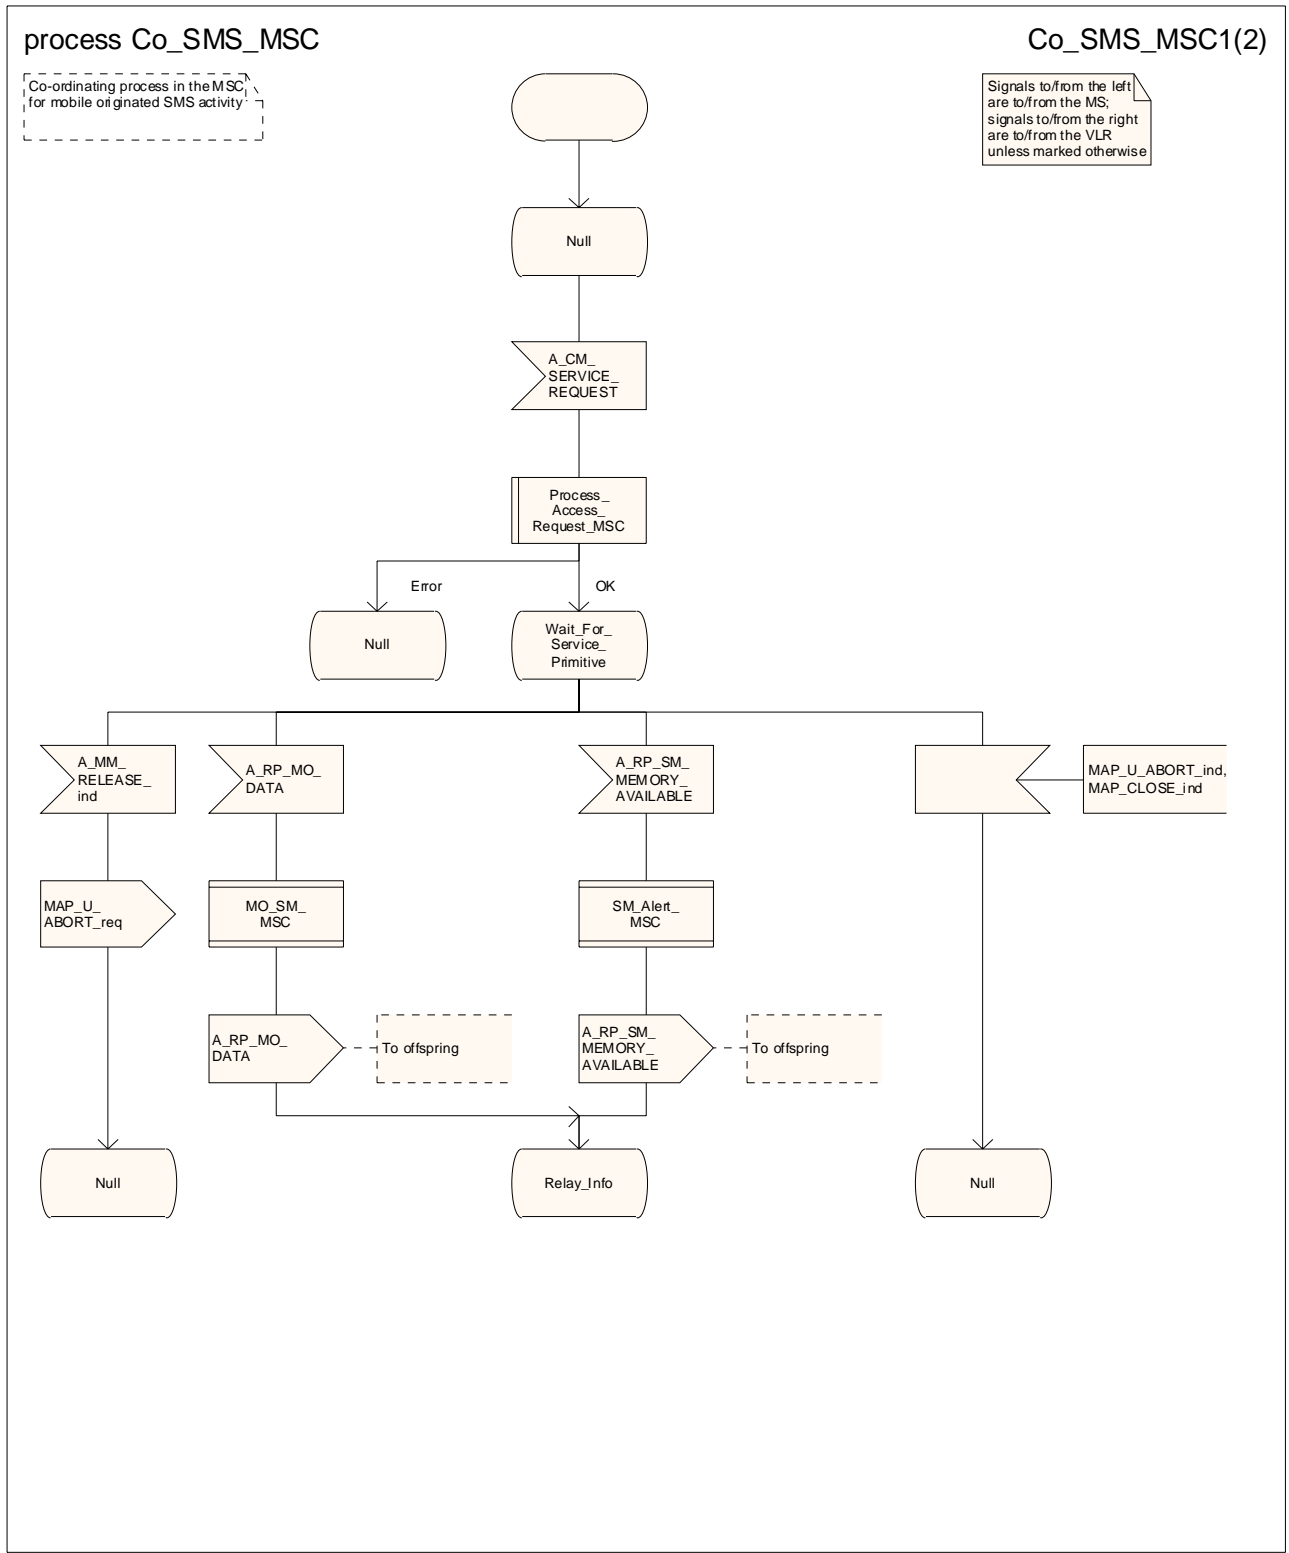 process Co_SMS_MSC
Co_SMS_MSC1(2)
Co-ordinating process in the MSC
for mobile originated SMS activity
Signals to/from the left
are to/from the MS;
signals to/from the right
are to/from the VLR
unless marked otherwise
Null
A_CM_
SERVICE_
REQUEST
Process_
Access_
Request_MSC
Error
OK
Null
Wait_For_
Service_
Primitive
A_MM_
RELEASE_
ind
A_RP_MO_
DATA
A_RP_SM_
MEMORY_
AVAILABLE
MAP_U_ABORT_ind,
MAP_CLOSE_ind
MAP_U_
ABORT_req
MO_SM_
MSC
SM_Alert_
MSC
A_RP_MO_
DATA
To offspring
A_RP_SM_
MEMORY_
AVAILABLE
To offspring
Null
Relay_Info
Null